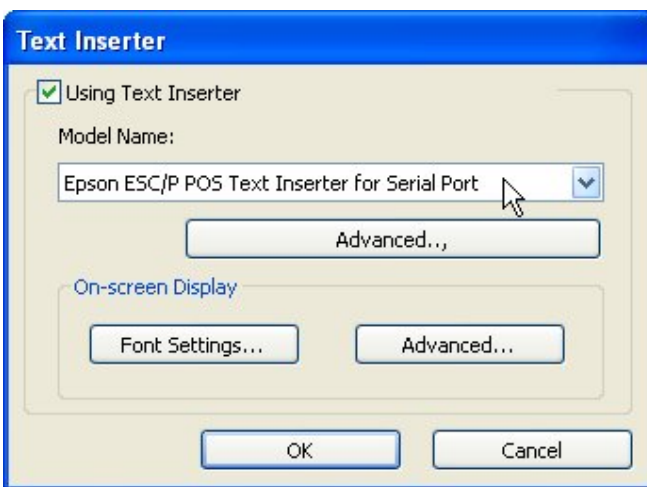 Text Inserter
Using Text Inserter
Model Name:
Epson ESC/P POS Text Inserter for Serial Port
Advanced..,
On-screen Display
Font Settings... Advanced...
OK Cancel